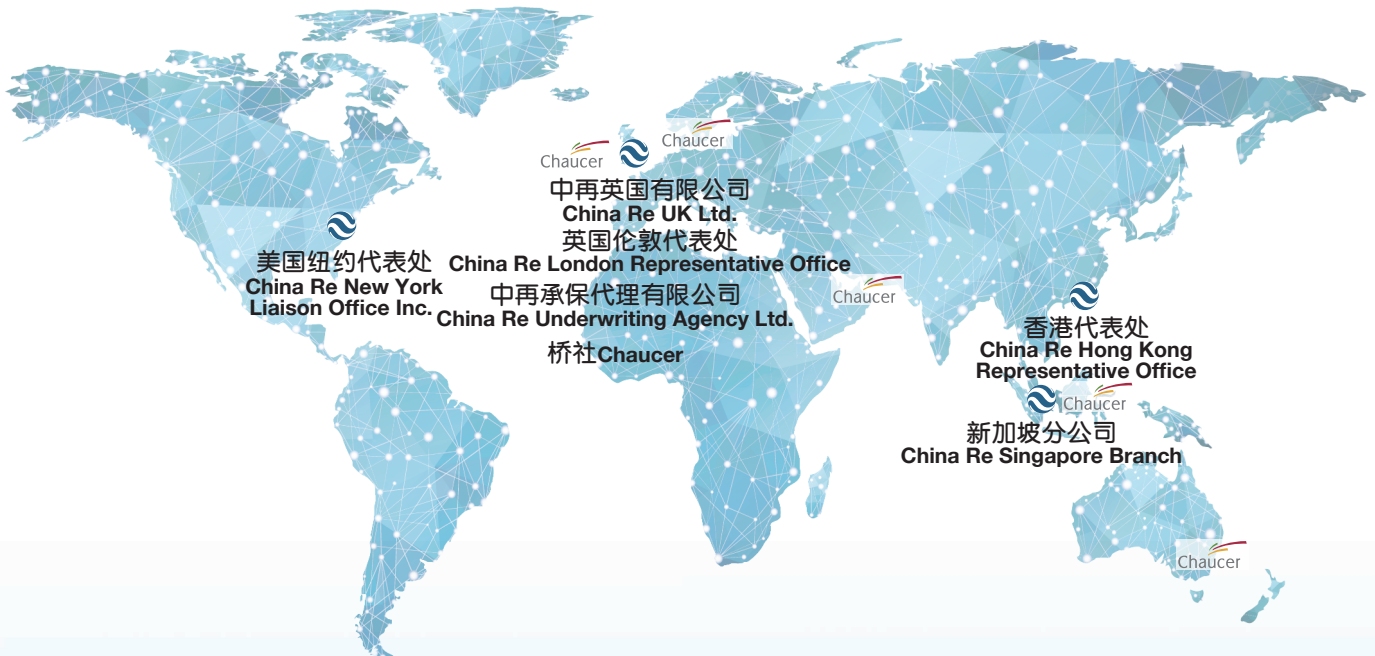 Chaucer
Chaucer
中再英国有限公司
China Re UK Ltd.
英国伦敦代表处
China Re London Representative Office
中再承保代理有限公司
China Re Underwriting Agency Ltd.
桥社Chaucer
美国纽约代表处
China Re New York
Liaison Office Inc.
Chaucer
香港代表处
China Re Hong Kong
Representative Office
Chaucer
新加坡分公司
China Re Singapore Branch
Chaucer